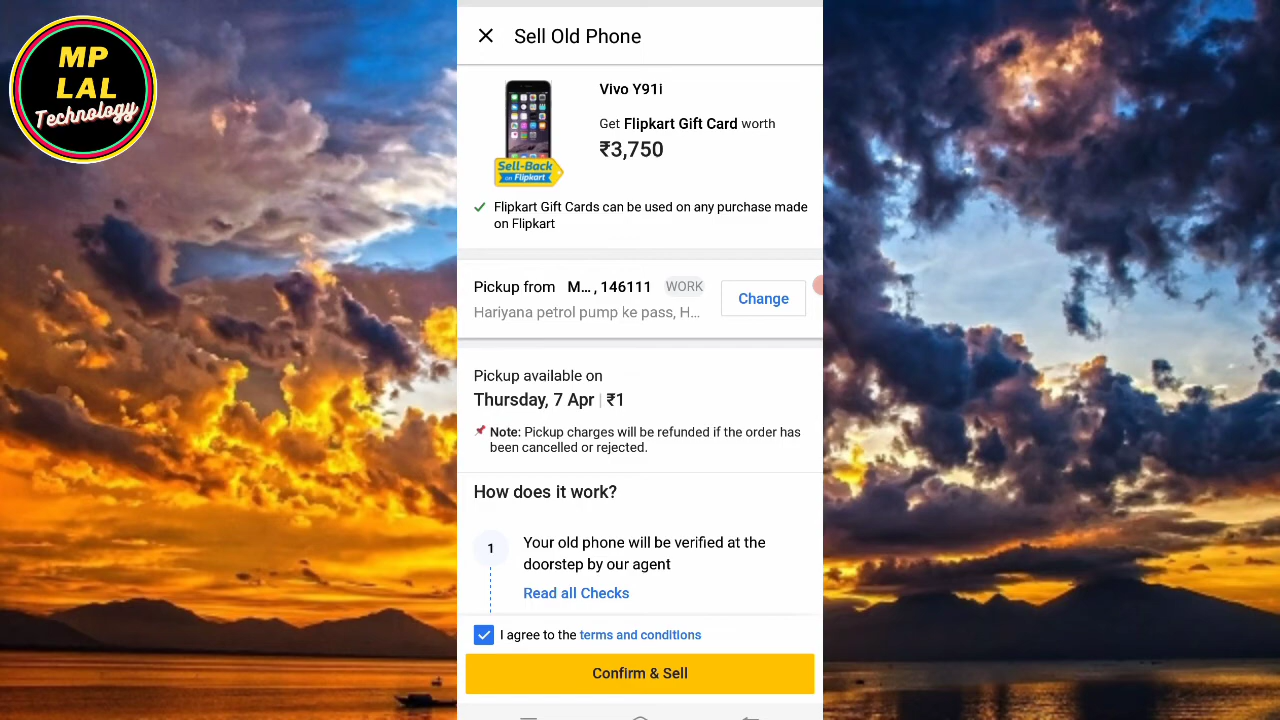 MP
LAL
Technology
Sell Old Phone
Vivo Y91i
Get Flipkart Gift Card worth
₹3,750
Sell-Back
on Flipkart
Flipkart Gift Cards can be used on any purchase made
on Flipkart
Pickup from M... , 146111 WORK
Change
Hariyana petrol pump ke pass, H...
Pickup available on
Thursday, 7 Apr | ₹1
Note: Pickup charges will be refunded if the order has
been cancelled or rejected.
How does it work?
1
Your old phone will be verified at the
doorstep by our agent
Read all Checks
I agree to the terms and conditions
Confirm & Sell